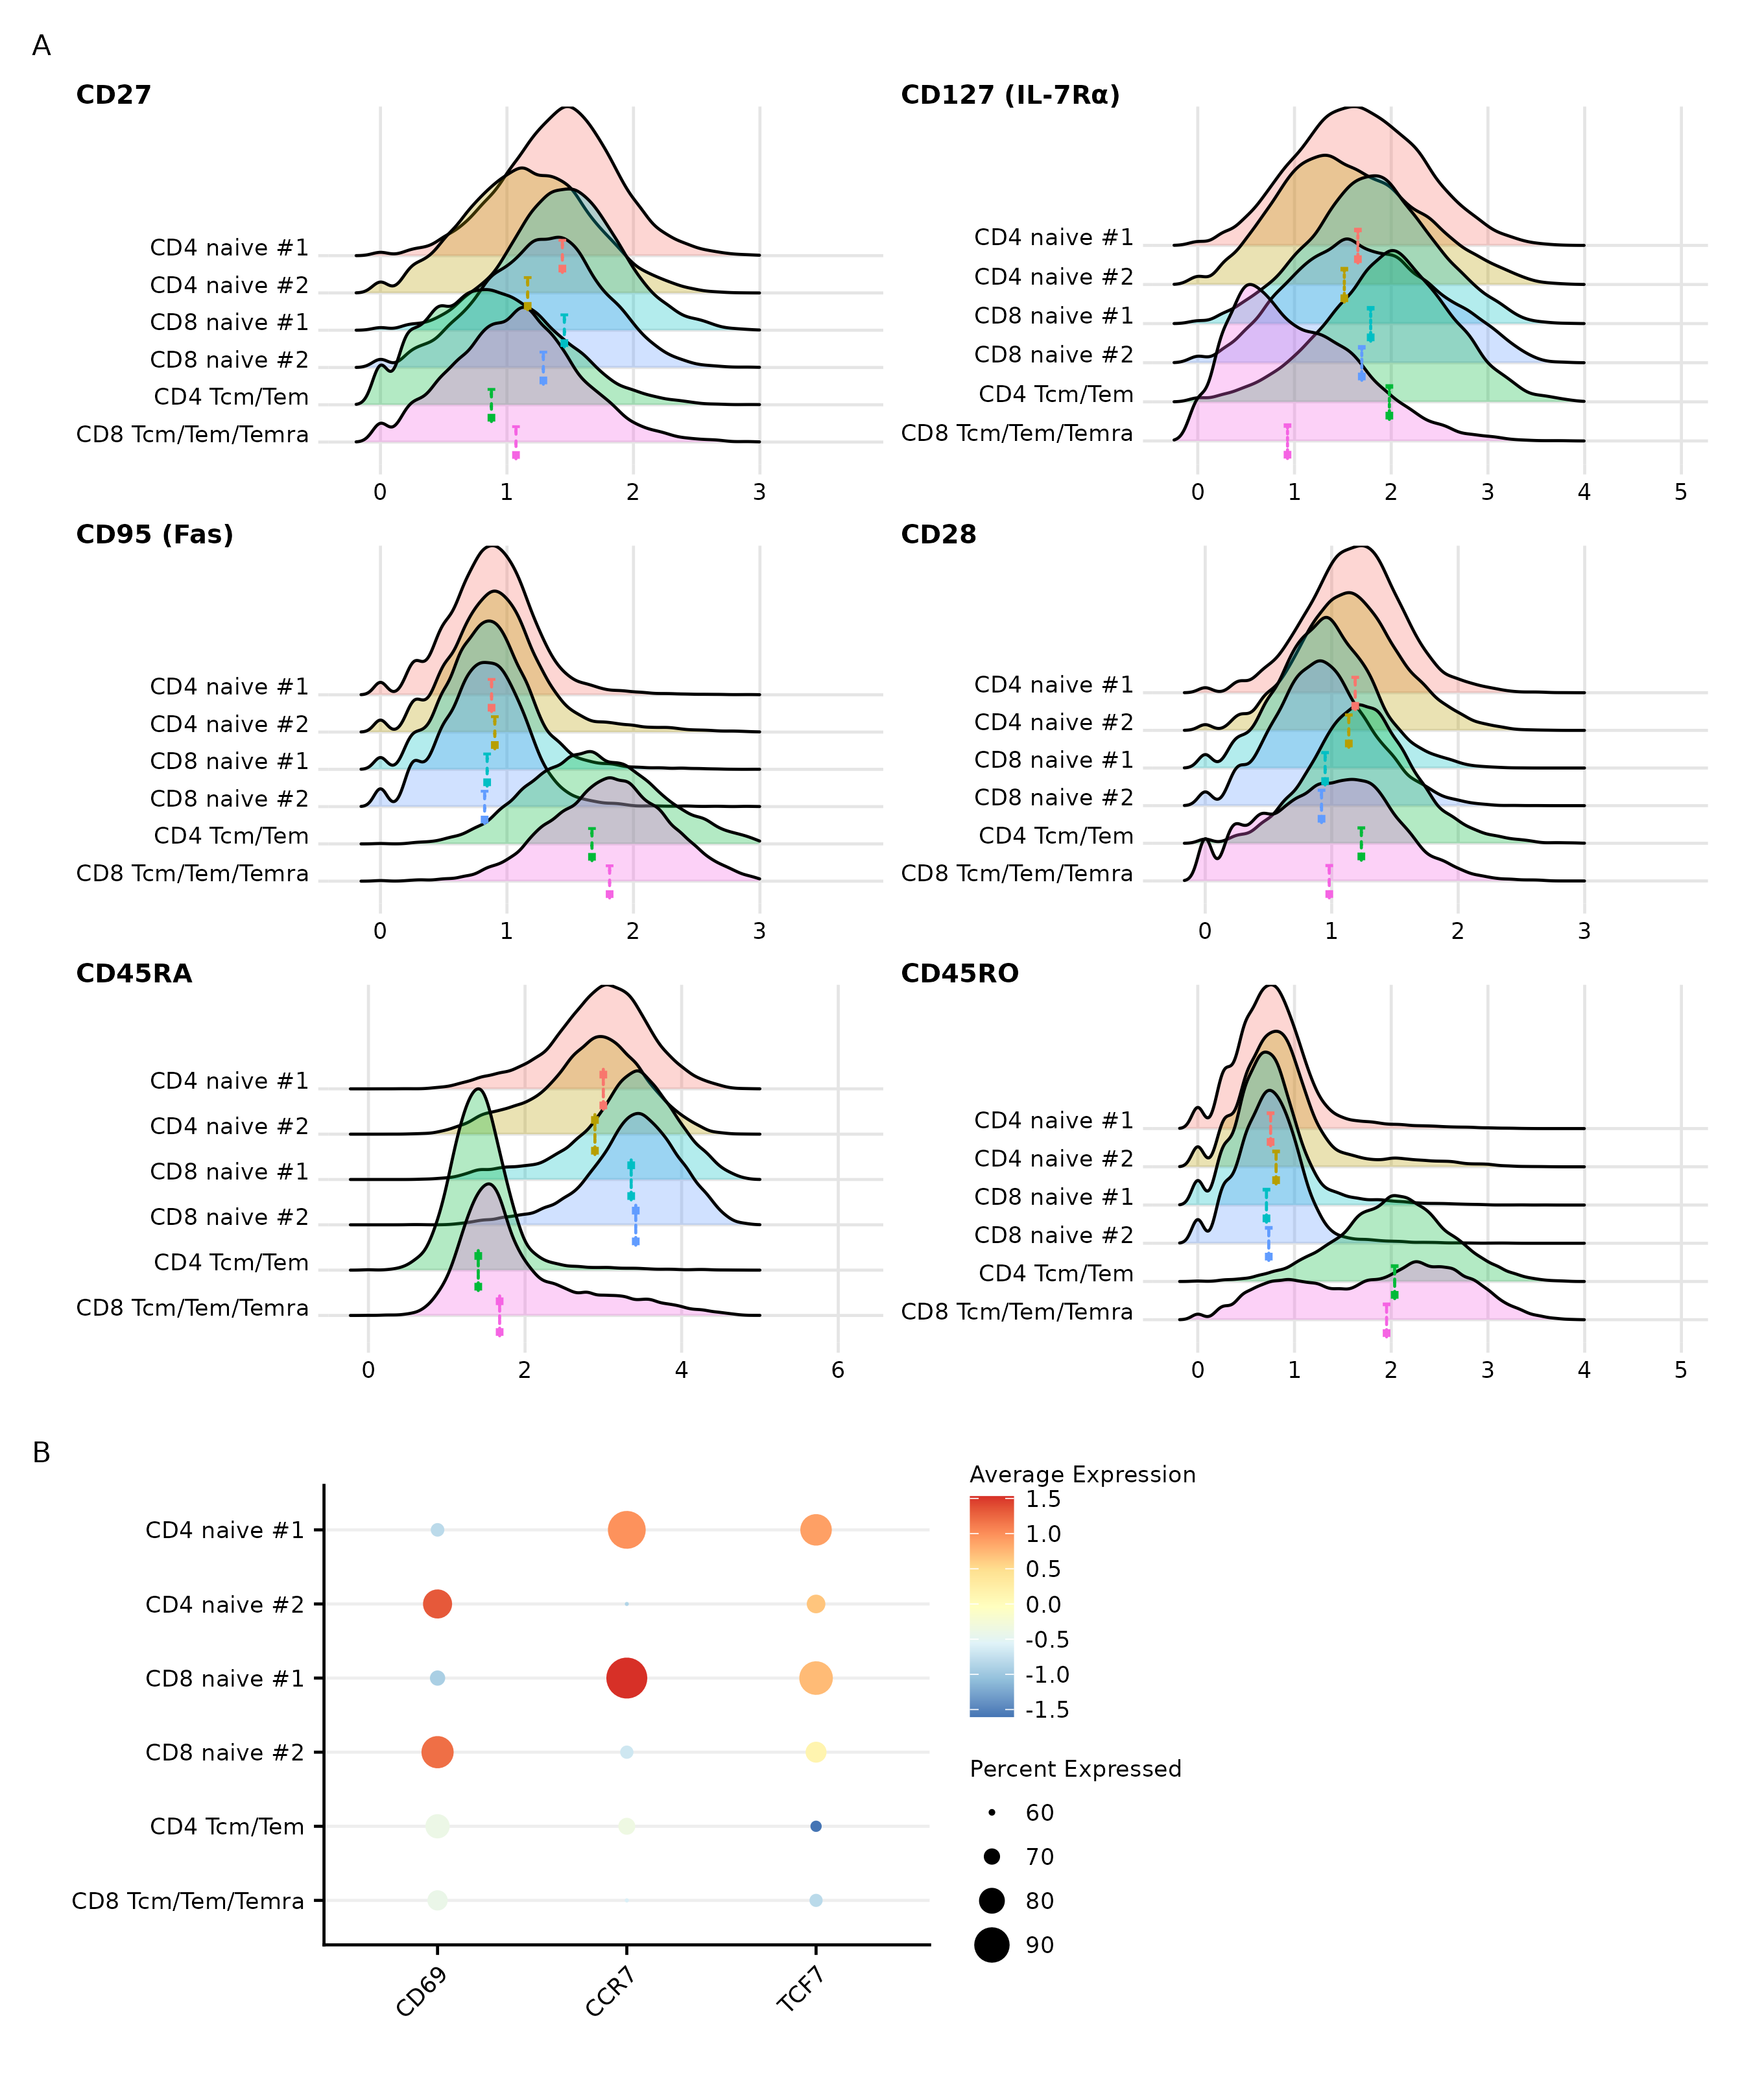 A
CD27
CD4 naive #1
CD4 naive #2
CD8 naive #1
CD8 naive #2
CD4 Tcm/Tem
CD8 Tcm/Tem/Temra
0 1 2 3
CD127 (IL-7Rα)
CD4 naive #1
CD4 naive #2
CD8 naive #1
CD8 naive #2
CD4 Tcm/Tem
CD8 Tcm/Tem/Temra
0 1 2 3 4 5
CD95 (Fas)
CD4 naive #1
CD4 naive #2
CD8 naive #1
CD8 naive #2
CD4 Tcm/Tem
CD8 Tcm/Tem/Temra
0 1 2 3
CD28
CD4 naive #1
CD4 naive #2
CD8 naive #1
CD8 naive #2
CD4 Tcm/Tem
CD8 Tcm/Tem/Temra
0 1 2 3
CD45RA
CD4 naive #1
CD4 naive #2
CD8 naive #1
CD8 naive #2
CD4 Tcm/Tem
CD8 Tcm/Tem/Temra
0 2 4 6
CD45RO
CD4 naive #1
CD4 naive #2
CD8 naive #1
CD8 naive #2
CD4 Tcm/Tem
CD8 Tcm/Tem/Temra
0 1 2 3 4 5
B
CD4 naive #1
CD4 naive #2
CD8 naive #1
CD8 naive #2
CD4 Tcm/Tem
CD8 Tcm/Tem/Temra
CD69
CCR7
TCF7
Average Expression
1.5
1.0
0.5
0.0
-0.5
-1.0
-1.5
Percent Expressed
60
70
80
90